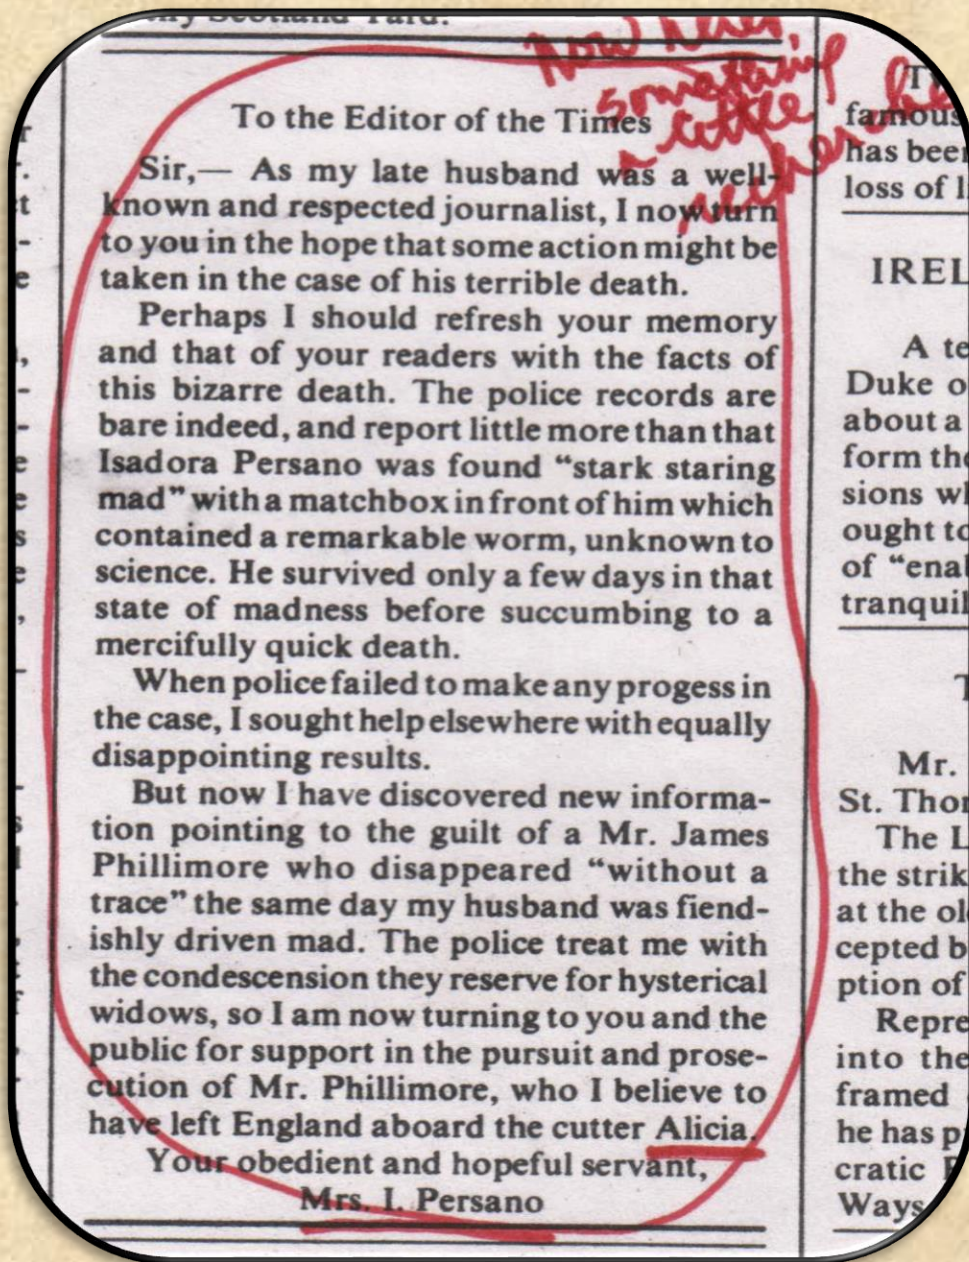 Scotland Yard.
Now here,
something
a little
To the Editor of the Times
Sir,— As my late husband was a well-
known and respected journalist, I now turn
to you in the hope that some action might be
taken in the case of his terrible death.
Perhaps I should refresh your memory
and that of your readers with the facts of
this bizarre death. The police records are
bare indeed, and report little more than that
Isadora Persano was found “stark staring
mad” with a matchbox in front of him which
contained a remarkable worm, unknown to
science. He survived only a few days in that
state of madness before succumbing to a
mercifully quick death.
When police failed to make any progess in
the case, I sought help elsewhere with equally
disappointing results.
But now I have discovered new informa-
tion pointing to the guilt of a Mr. James
Phillimore who disappeared “without a
trace” the same day my husband was fiend-
ishly driven mad. The police treat me with
the condescension they reserve for hysterical
widows, so I am now turning to you and the
public for support in the pursuit and prose-
cution of Mr. Phillimore, who I believe to
have left England aboard the cutter Alicia.
Your obedient and hopeful servant,
Mrs. I. Persano
famous
has been
loss of l
IREL
A te
Duke o
about a
form the
sions wh
ought to
of “enal
tranquil
T
Mr.
St. Thor
The L
the strik
at the ol
cepted b
ption of
Repre
into the
framed
he has p
cratic P
Ways